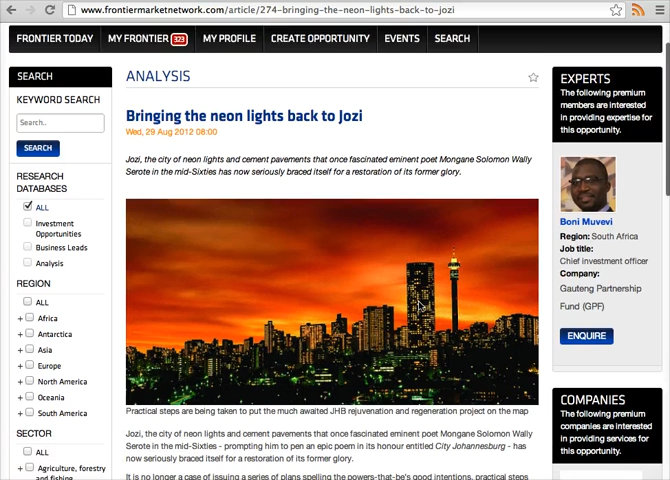 www.frontiermarketnetwork.com/article/274-bringing-the-neon-lights-back-to-jozi
FRONTIER TODAY
MY FRONTIER 323
MY PROFILE
CREATE OPPORTUNITY
EVENTS
SEARCH
SEARCH
KEYWORD SEARCH
Search..
SEARCH
RESEARCH
DATABASES
ALL
Investment
Opportunities
Business Leads
Analysis
REGION
ALL
+ Africa
+ Antarctica
+ Asia
+ Europe
+ North America
+ Oceania
+ South America
SECTOR
ALL
+ Agriculture, forestry
and fishing
ANALYSIS
Bringing the neon lights back to Jozi
Wed, 29 Aug 2012 08:00
Jozi, the city of neon lights and cement pavements that once fascinated eminent poet Mongane Solomon Wally
Serote in the mid-Sixties has now seriously braced itself for a restoration of its former glory.
Practical steps are being taken to put the much awaited JHB rejuvenation and regeneration project on the map
Jozi, the city of neon lights and cement pavements that once fascinated eminent poet Mongane Solomon Wally
Serote in the mid-Sixties - prompting him to pen an epic poem in its honour entitled City Johannesburg - has
now seriously braced itself for a restoration of its former glory.
It is no longer a case of issuing a series of plans spelling the powers-that-be's good intentions, practical steps
EXPERTS
The following premium
members are interested
in providing expertise for
this opportunity.
Boni Muvevi
Region: South Africa
Job title:
Chief investment officer
Company:
Gauteng Partnership
Fund (GPF)
ENQUIRE
COMPANIES
The following premium
companies are interested in
providing services for
this opportunity.